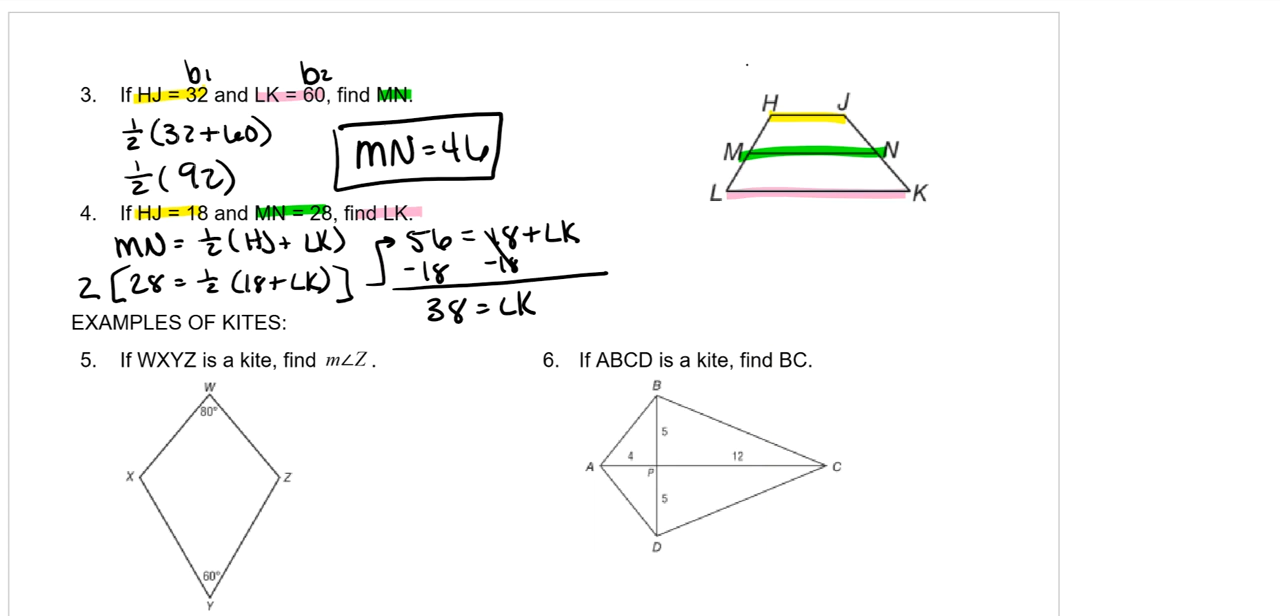 b1 b2
3. If HJ = 32 and LK = 60, find MN.
½(32+60)
½(92)
MN=46
H J
M N
L K
4. If HJ = 18 and MN = 28, find LK.
MN = ½(HJ + LK)
2[28 = ½(18+LK)]
56 = 18+LK
-18 -18
38 = LK
EXAMPLES OF KITES:
5. If WXYZ is a kite, find m∠Z.
W
80°
X Z
60°
Y
6. If ABCD is a kite, find BC.
B
5
4 12
A P C
5
D